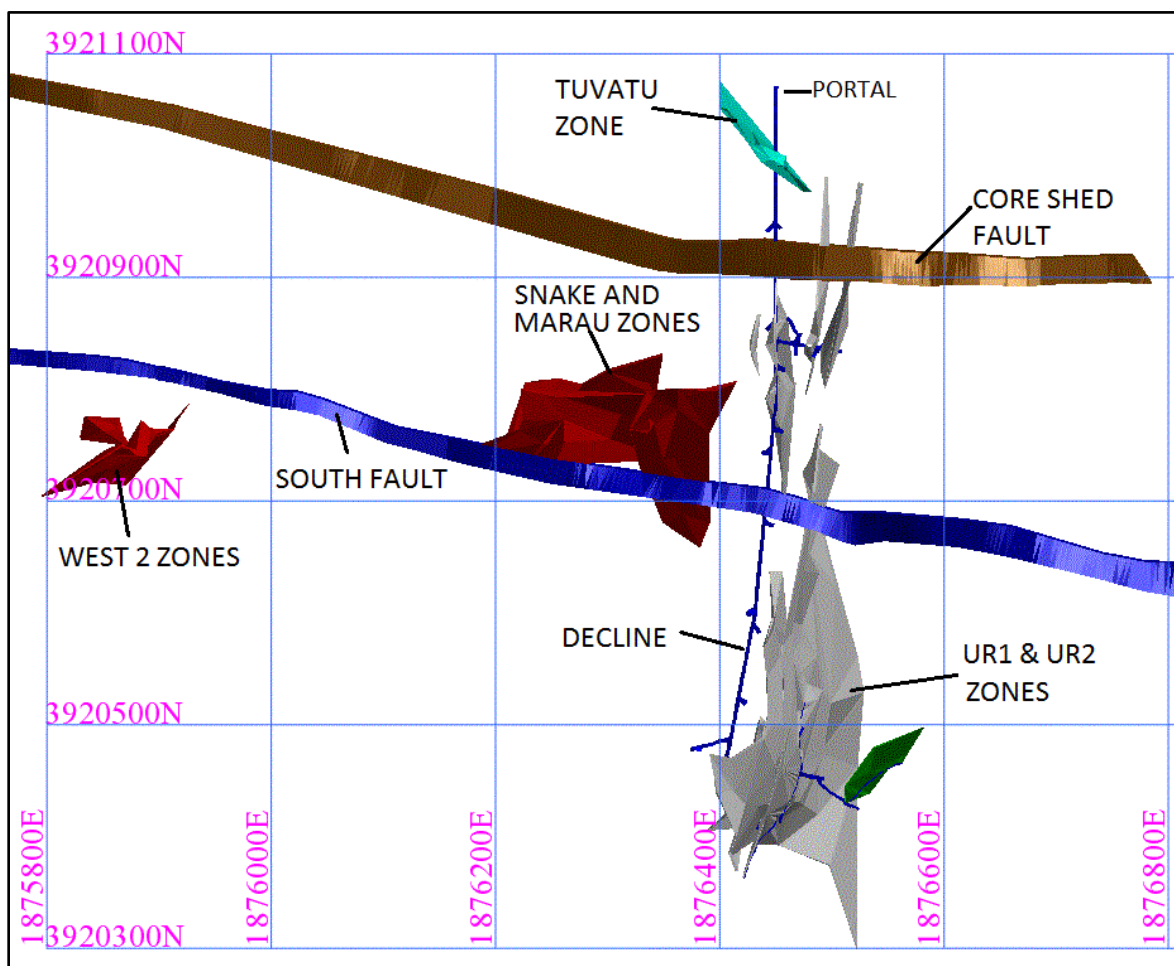 3921100N
TUVATU
ZONE
PORTAL
CORE SHED
FAULT
3920900N
SNAKE AND
MARAU ZONES
SOUTH FAULT
3920700N
WEST 2 ZONES
DECLINE
UR1 & UR2
ZONES
3920500N
1875800E
1876000E
1876200E
1876400E
1876600E
1876800E
3920300N